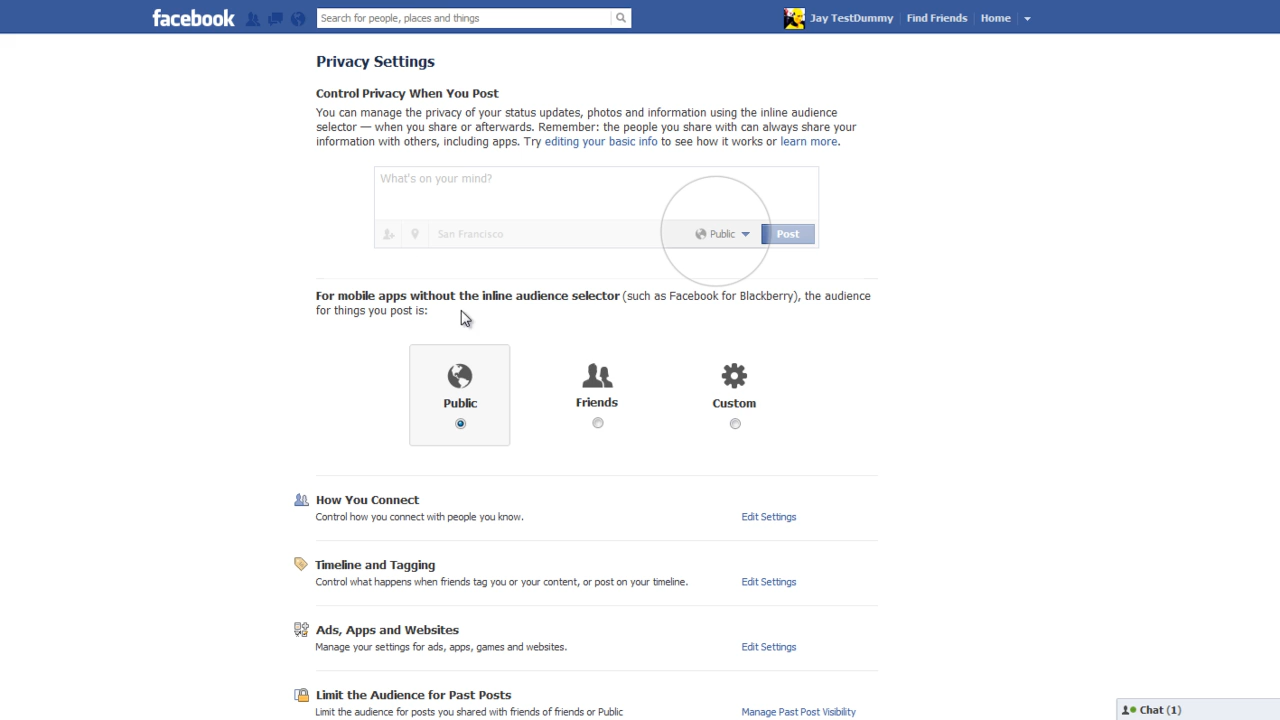 facebook
Search for people, places and things
Jay TestDummy
Find Friends
Home
Privacy Settings
Control Privacy When You Post
You can manage the privacy of your status updates, photos and information using the inline audience
selector — when you share or afterwards. Remember: the people you share with can always share your
information with others, including apps. Try editing your basic info to see how it works or learn more.
What's on your mind?
San Francisco
Public
Post
For mobile apps without the inline audience selector (such as Facebook for Blackberry), the audience
for things you post is:
Public
Friends
Custom
How You Connect
Control how you connect with people you know.
Edit Settings
Timeline and Tagging
Control what happens when friends tag you or your content, or post on your timeline.
Edit Settings
Ads, Apps and Websites
Manage your settings for ads, apps, games and websites.
Edit Settings
Limit the Audience for Past Posts
Limit the audience for posts you shared with friends of friends or Public
Manage Past Post Visibility
Chat (1)